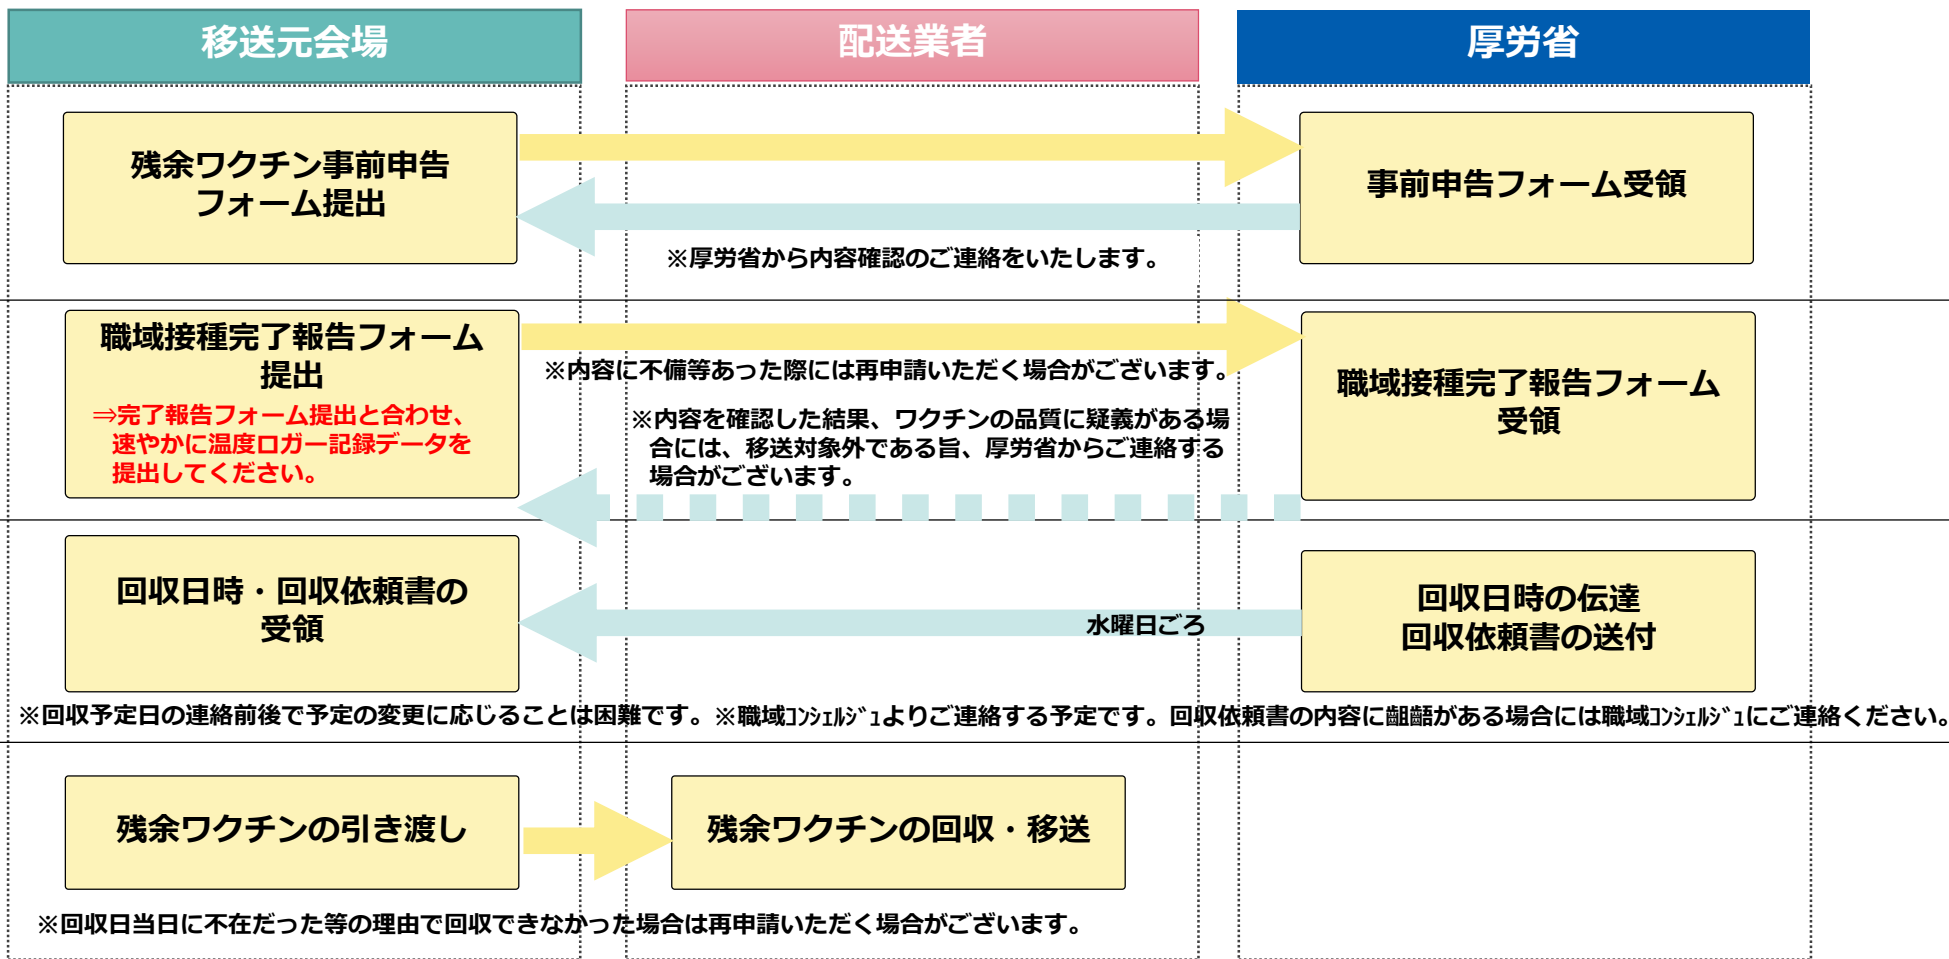 移送元会場
配送業者
厚労省
残余ワクチン事前申告
フォーム提出
事前申告フォーム受領
※厚労省から内容確認のご連絡をいたします。
職域接種完了報告フォーム
提出
⇒完了報告フォーム提出と合わせ、
速やかに温度ロガー記録データを
提出してください。
※内容に不備等あった際には再申請いただく場合がございます。
※内容を確認した結果、ワクチンの品質に疑義がある場
合には、移送対象外である旨、厚労省からご連絡する
場合がございます。
職域接種完了報告フォーム
受領
回収日時・回収依頼書の
受領
水曜日ごろ
回収日時の伝達
回収依頼書の送付
※回収予定日の連絡前後で予定の変更に応じることは困難です。※職域ｺﾝｼｪﾙｼﾞｭよりご連絡する予定です。回収依頼書の内容に齟齬がある場合には職域ｺﾝｼｪﾙｼﾞｭにご連絡ください。
残余ワクチンの引き渡し
残余ワクチンの回収・移送
※回収日当日に不在だった等の理由で回収できなかった場合は再申請いただく場合がございます。